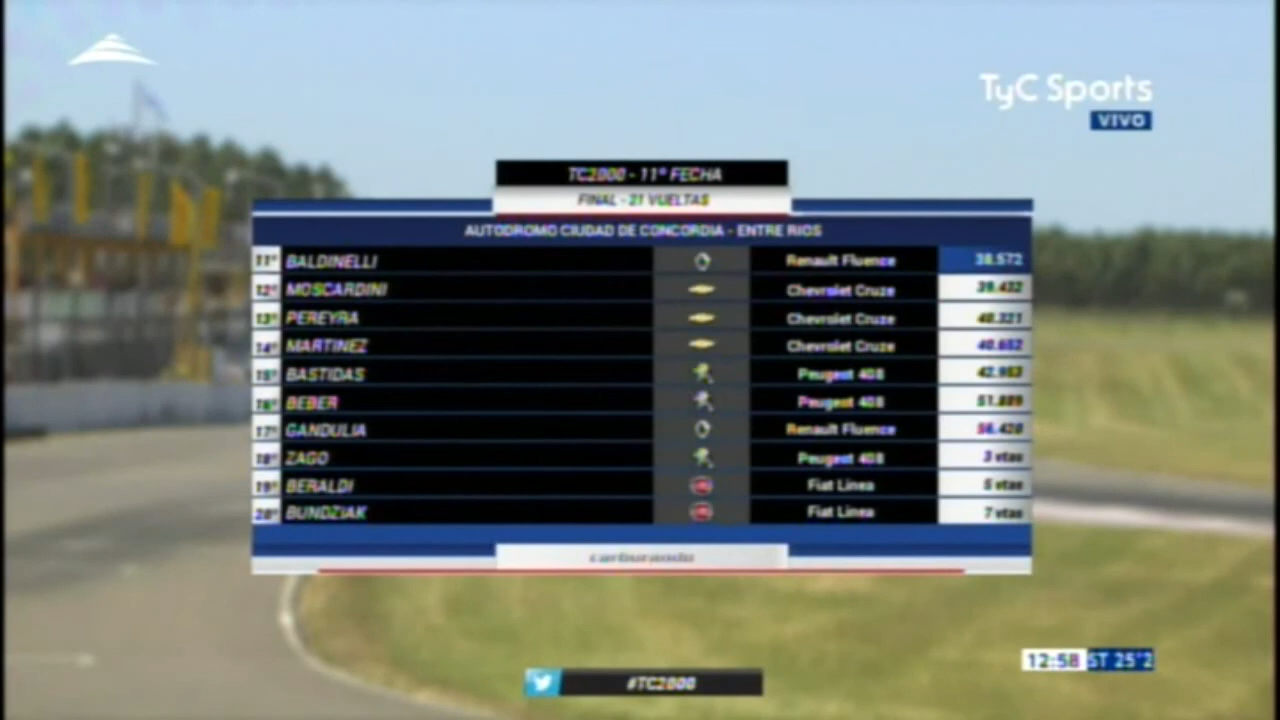 TyC Sports
VIVO
TC2000 - 11º FECHA
FINAL - 21 VUELTAS
AUTODROMO CIUDAD DE CONCORDIA - ENTRE RIOS
11º BALDINELLI Renault Fluence 38.572
12º MOSCARDINI Chevrolet Cruze 39.432
13º PEREYRA Chevrolet Cruze 40.321
14º MARTINEZ Chevrolet Cruze 40.652
15º BASTIDAS Peugeot 408 42.953
16º BEBER Peugeot 408 51.889
17º GANDULIA Renault Fluence 56.420
18º ZAGO Peugeot 408 3 vtas
19º BERALDI Fiat Linea 5 vtas
20º BUNDZIAK Fiat Linea 7 vtas
carburando
12:58 ST 25°2
#TC2000